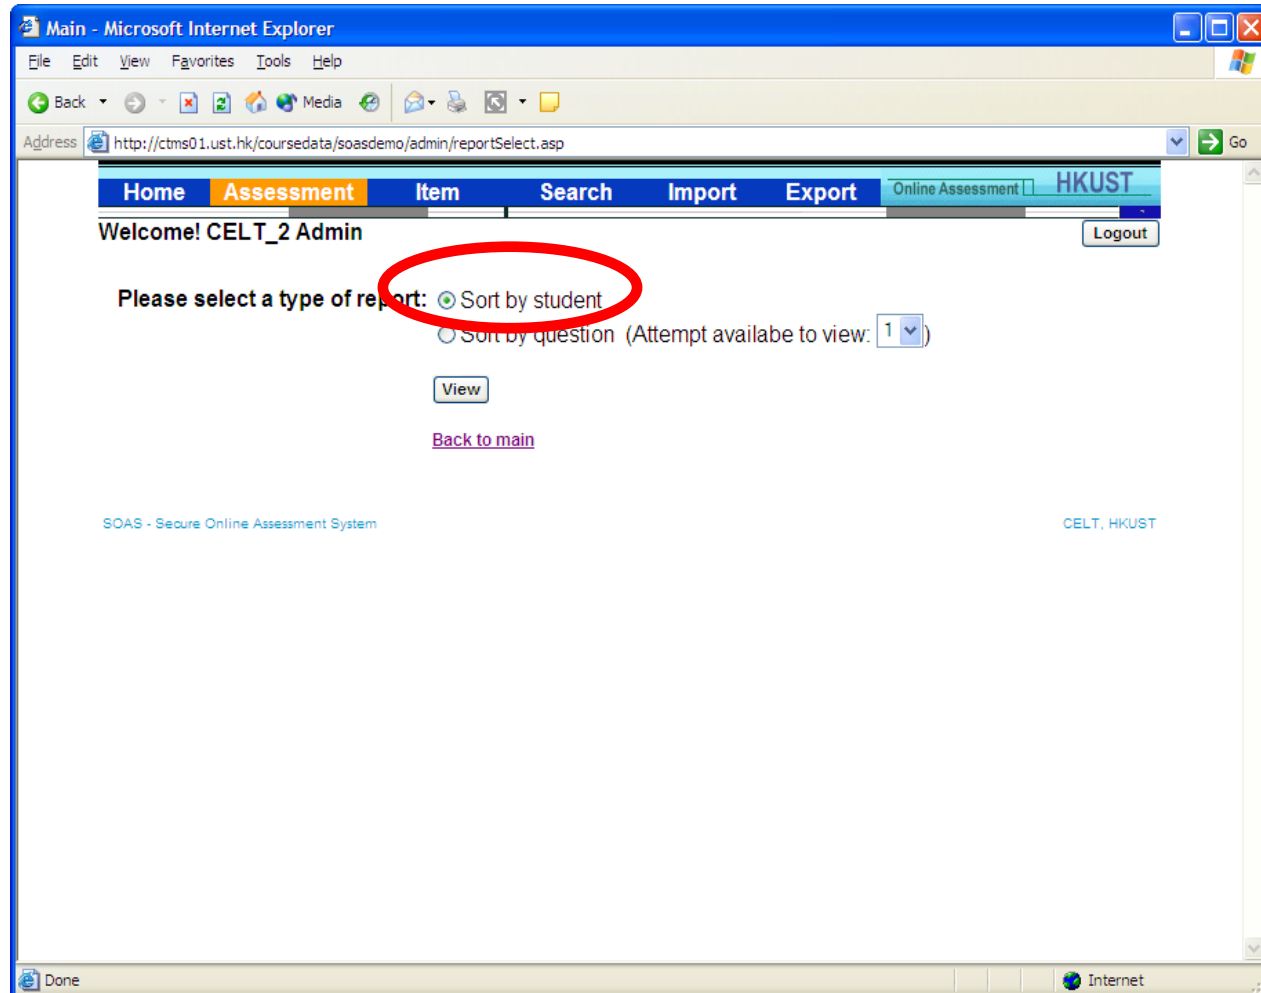 Main - Microsoft Internet Explorer
File Edit View Favorites Tools Help
Back Media
Address http://ctms01.ust.hk/coursedata/soasdemo/admin/reportSelect.asp Go
Home Assessment Item Search Import Export Online Assessment HKUST
Welcome! CELT_2 Admin Logout
Please select a type of report: Sort by student
Sort by question (Attempt availabe to view: 1 )
View
Back to main
SOAS - Secure Online Assessment System CELT, HKUST
Done Internet